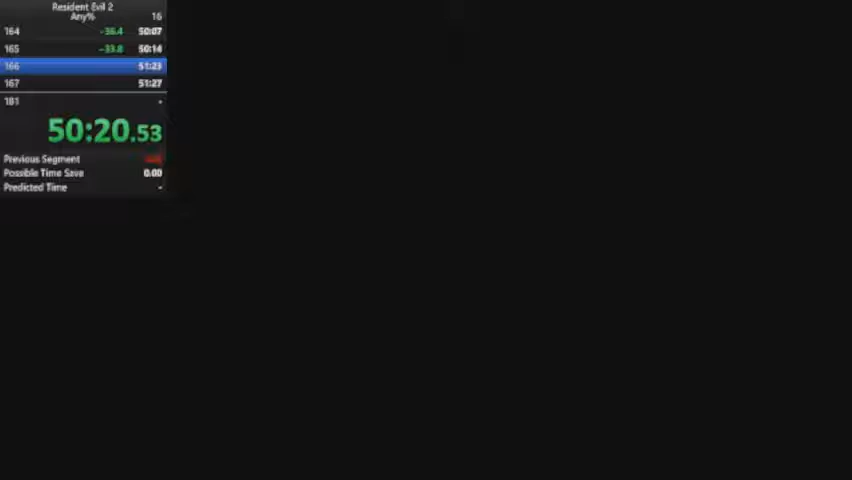 Resident Evil 2
Any% 16
164 -36.4 50:07
165 -33.8 50:14
166 51:23
167 51:27
181 -
50:20.53
Previous Segment
Possible Time Save 0.00
Predicted Time -